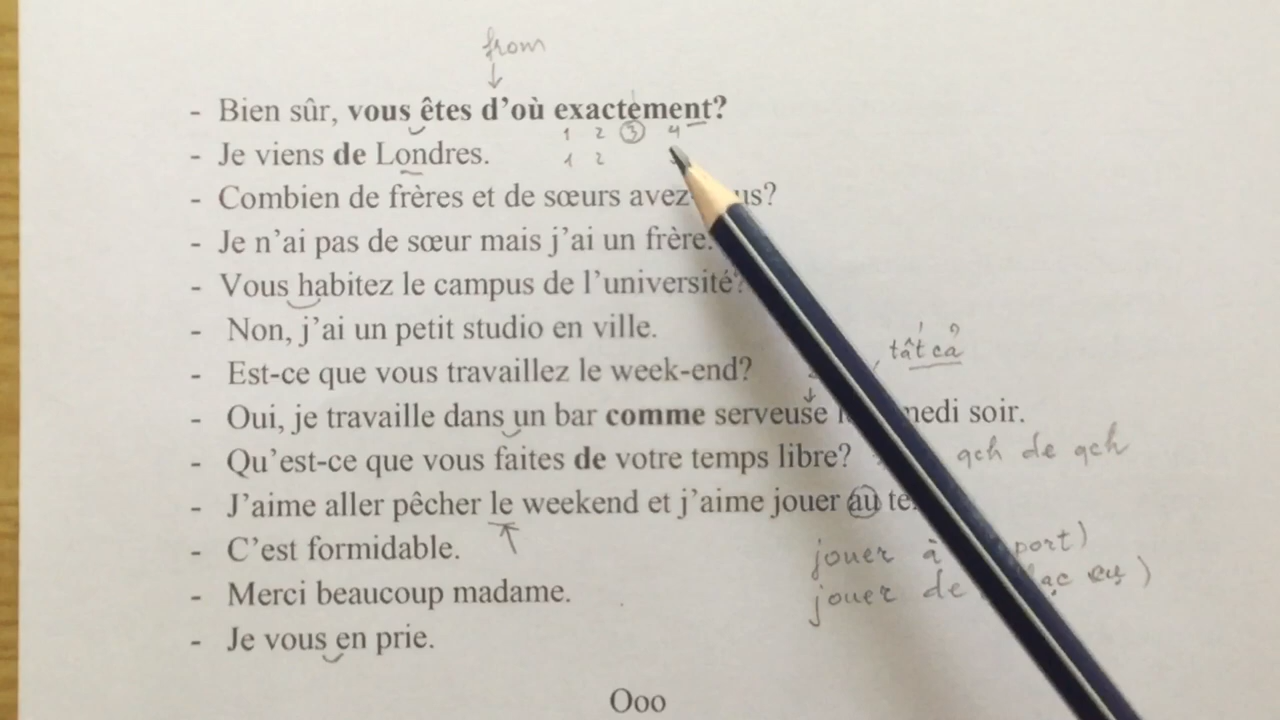 from
- Bien sûr, vous êtes d'où exactement?
1 2 3 4
- Je viens de Londres.
1 2
- Combien de frères et de sœurs avez
- Je n'ai pas de sœur mais j'ai un frère.
- Vous habitez le campus de l'université?
- Non, j'ai un petit studio en ville.
tất cả
- Est-ce que vous travaillez le week-end?
- Oui, je travaille dans un bar comme serveuse soir.
- Qu'est-ce que vous faites de votre temps libre?
qch de qch
- J'aime aller pêcher le weekend et j'aime jouer au
- C'est formidable.
jouer à
- Merci beaucoup madame.
jouer de
- Je vous en prie.
Ooo